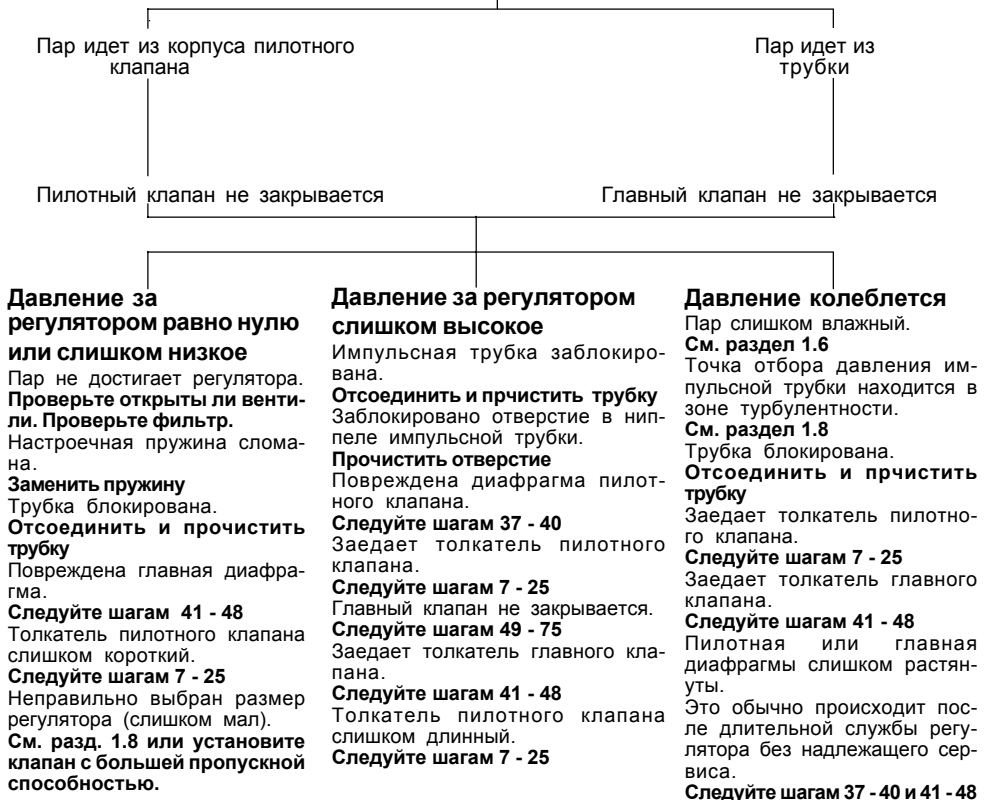 Пар идет из корпуса пилотного
клапана
Пар идет из
трубки
Пилотный клапан не закрывается
Главный клапан не закрывается
Давление за
регулятором равно нулю
или слишком низкое
Пар не достигает регулятора.
Проверьте открыты ли венти-
ли. Проверьте фильтр.
Настроечная пружина слома-
на.
Заменить пружину
Трубка блокирована.
Отсоединить и прочистить
трубку
Повреждена главная диафра-
гма.
Следуйте шагам 41 - 48
Толкатель пилотного клапана
слишком короткий.
Следуйте шагам 7 - 25
Неправильно выбран размер
регулятора (слишком мал).
См. разд. 1.8 или установите
клапан с большей пропускной
способностью.
Давление за регулятором
слишком высокое
Импульсная трубка заблокиро-
вана.
Отсоединить и прчистить трубку
Заблокировано отверстие в нип-
пеле импульсной трубки.
Прочистить отверстие
Повреждена диафрагма пилот-
ного клапана.
Следуйте шагам 37 - 40
Заедает толкатель пилотного
клапана.
Следуйте шагам 7 - 25
Главный клапан не закрывается.
Следуйте шагам 49 - 75
Заедает толкатель главного кла-
пана.
Следуйте шагам 41 - 48
Толкатель пилотного клапана
слишком длинный.
Следуйте шагам 7 - 25
Давление колеблется
Пар слишком влажный.
См. раздел 1.6
Точка отбора давления им-
пульсной трубки находится в
зоне турбулентности.
См. раздел 1.8
Трубка блокирована.
Отсоединить и прчистить
трубку
Заедает толкатель пилотно-
го клапана.
Следуйте шагам 7 - 25
Заедает толкатель главного
клапана.
Следуйте шагам 41 - 48
Пилотная или главная
диафрагмы слишком растян-
уты.
Это обычно происходит пос-
ле длительной службы регу-
лятора без надлежащего сер-
виса.
Следуйте шагам 37 - 40 и 41 - 48